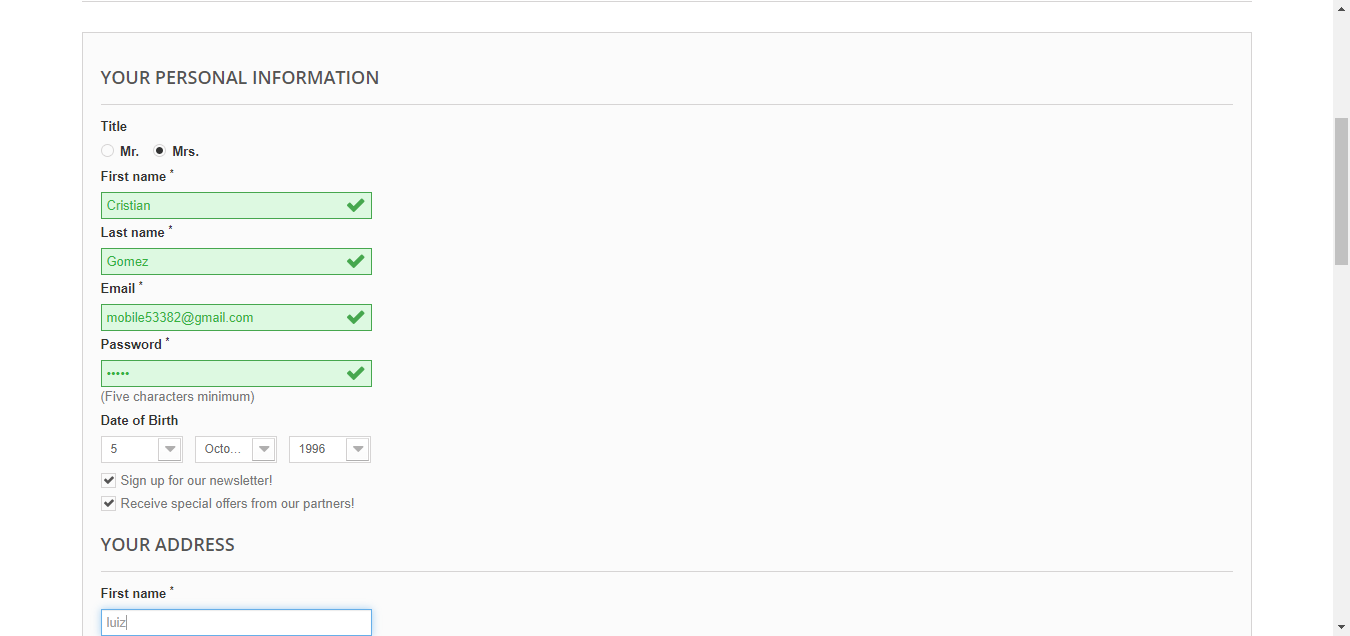 YOUR PERSONAL INFORMATION
Title
Mr. Mrs.
First name *
Cristian
Last name *
Gomez
Email *
mobile53382@gmail.com
Password *
•••••
(Five characters minimum)
Date of Birth
5 Octo... 1996
Sign up for our newsletter!
Receive special offers from our partners!
YOUR ADDRESS
First name *
luiz